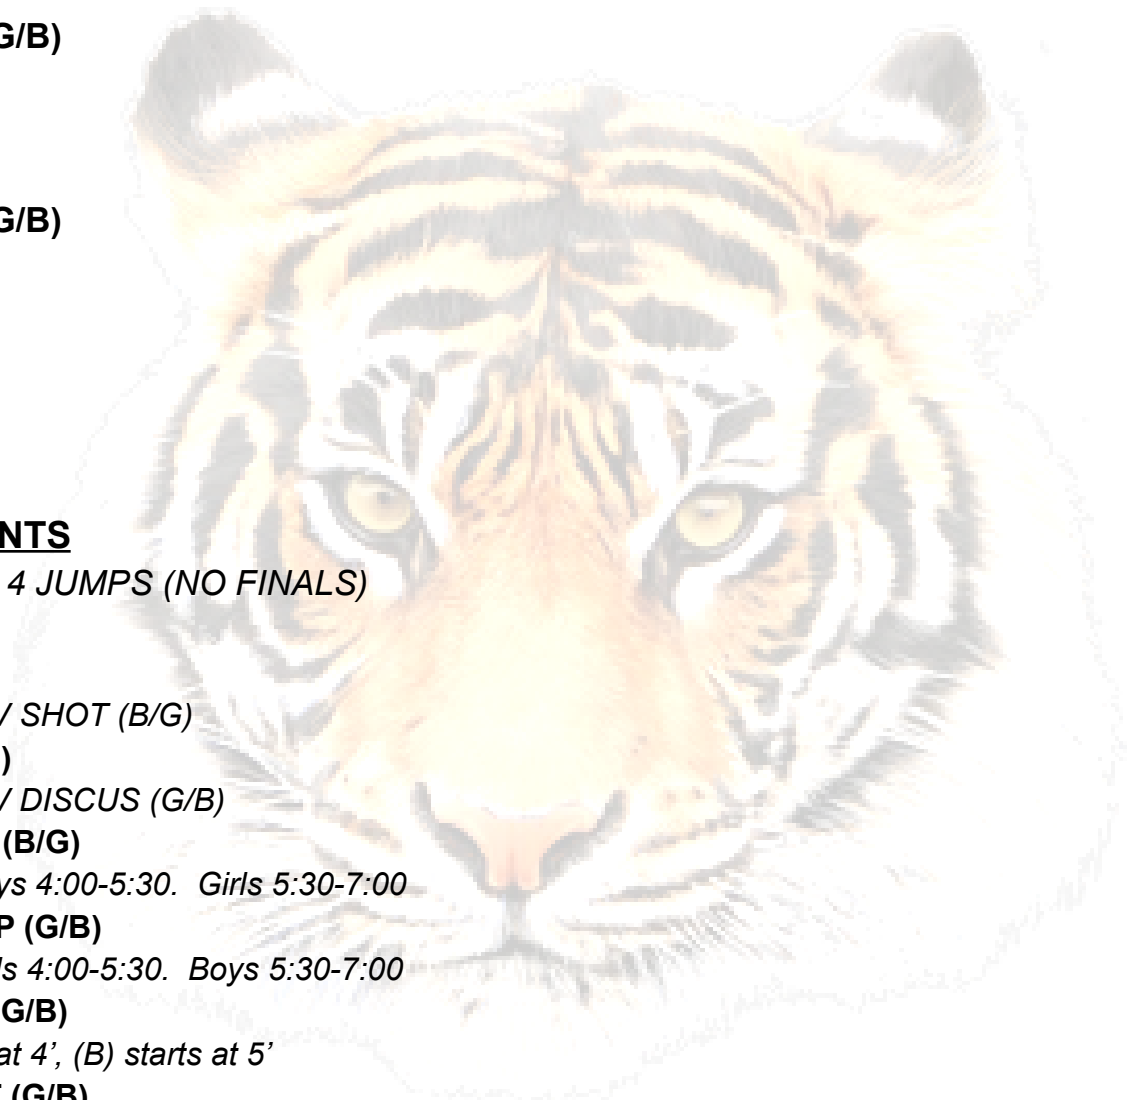 G/B)
G/B)
NTS
4 JUMPS (NO FINALS)
/ SHOT (B/G)
)
/ DISCUS (G/B)
(B/G)
ys 4:00-5:30.  Girls 5:30-7:00
P (G/B)
ls 4:00-5:30.  Boys 5:30-7:00
G/B)
at 4’, (B) starts at 5’
(G/B)